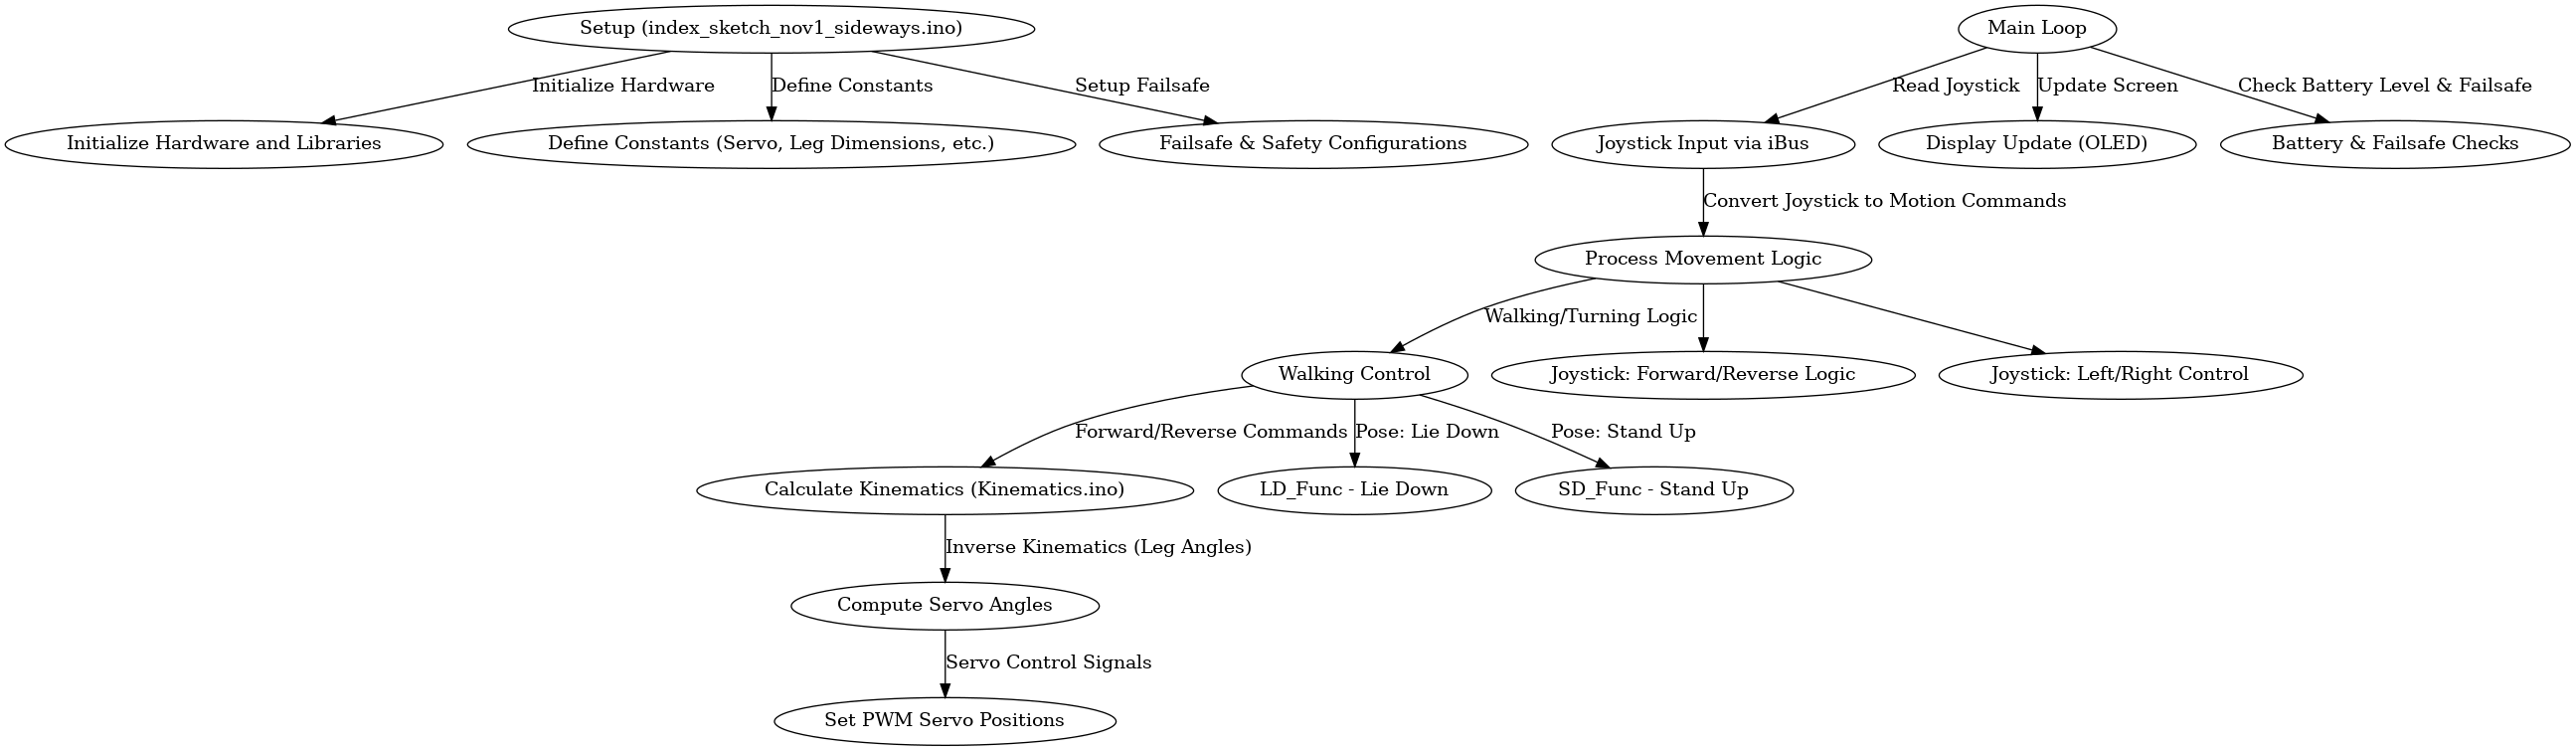 Setup (index_sketch_nov1_sideways.ino)
Main Loop
Initialize Hardware
Define Constants
Setup Failsafe
Read Joystick
Update Screen
Check Battery Level & Failsafe
Initialize Hardware and Libraries
Define Constants (Servo, Leg Dimensions, etc.)
Failsafe & Safety Configurations
Joystick Input via iBus
Display Update (OLED)
Battery & Failsafe Checks
Convert Joystick to Motion Commands
Process Movement Logic
Walking/Turning Logic
Walking Control
Joystick: Forward/Reverse Logic
Joystick: Left/Right Control
Forward/Reverse Commands
Pose: Lie Down
Pose: Stand Up
Calculate Kinematics (Kinematics.ino)
LD_Func - Lie Down
SD_Func - Stand Up
Inverse Kinematics (Leg Angles)
Compute Servo Angles
Servo Control Signals
Set PWM Servo Positions